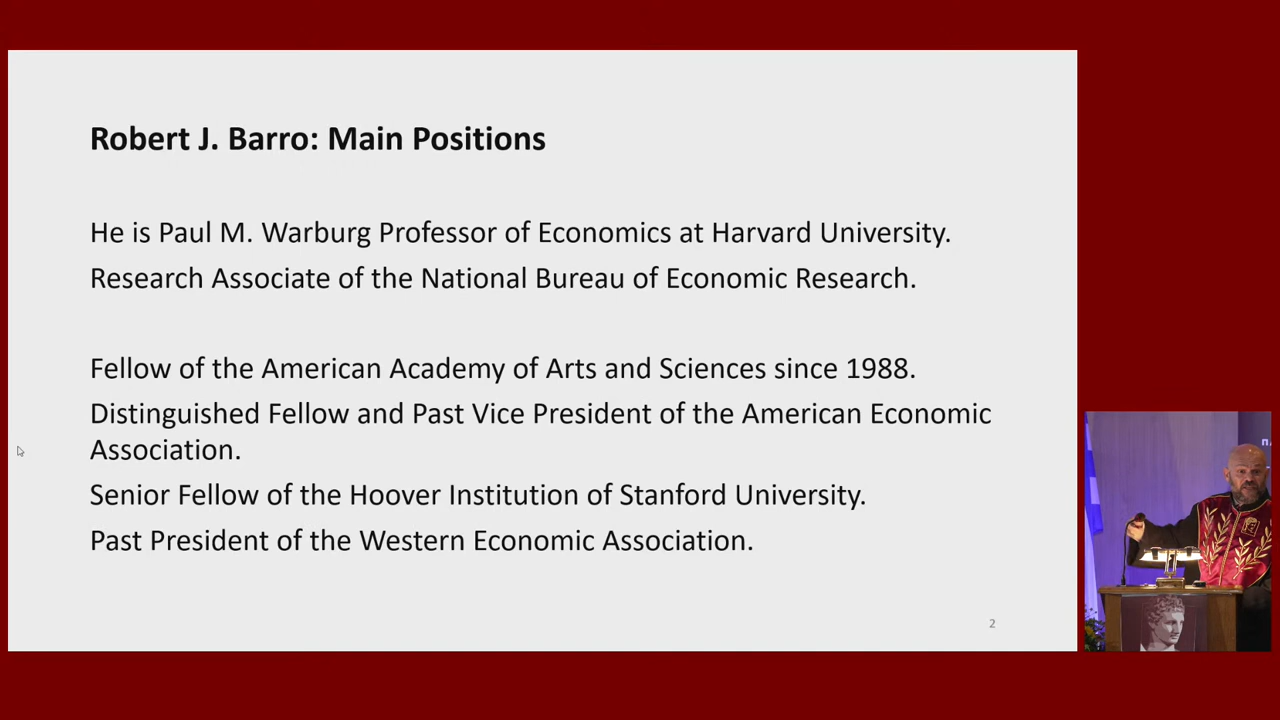 Robert J. Barro: Main Positions
He is Paul M. Warburg Professor of Economics at Harvard University.
Research Associate of the National Bureau of Economic Research.
Fellow of the American Academy of Arts and Sciences since 1988.
Distinguished Fellow and Past Vice President of the American Economic
Association.
Senior Fellow of the Hoover Institution of Stanford University.
Past President of the Western Economic Association.
2